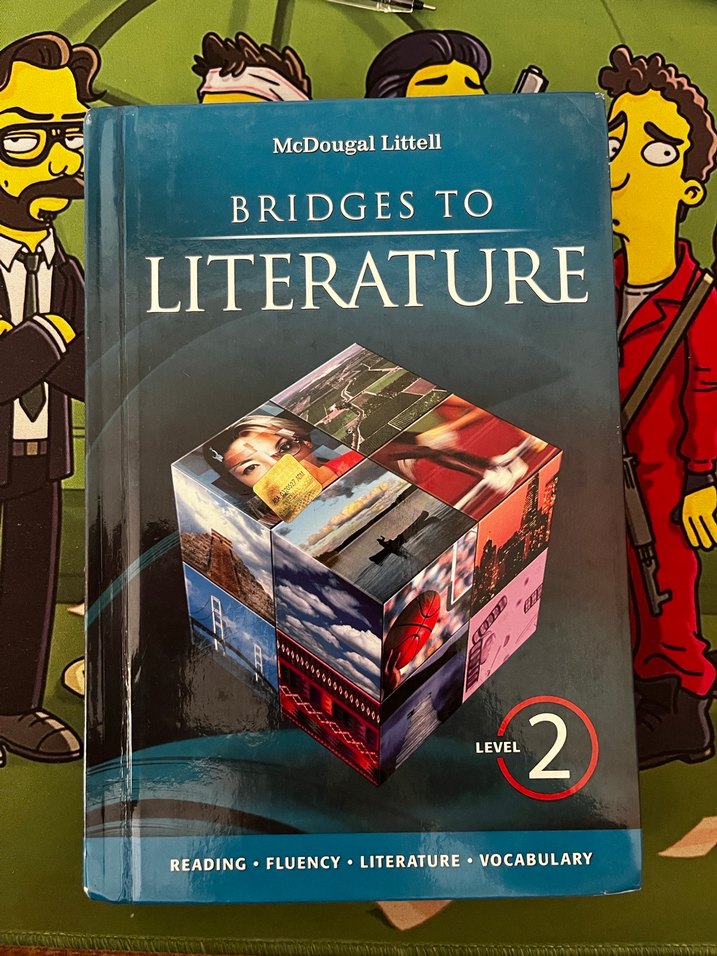 McDougal Littell
BRIDGES TO
LITERATURE
LEVEL 2
READING • FLUENCY • LITERATURE • VOCABULARY